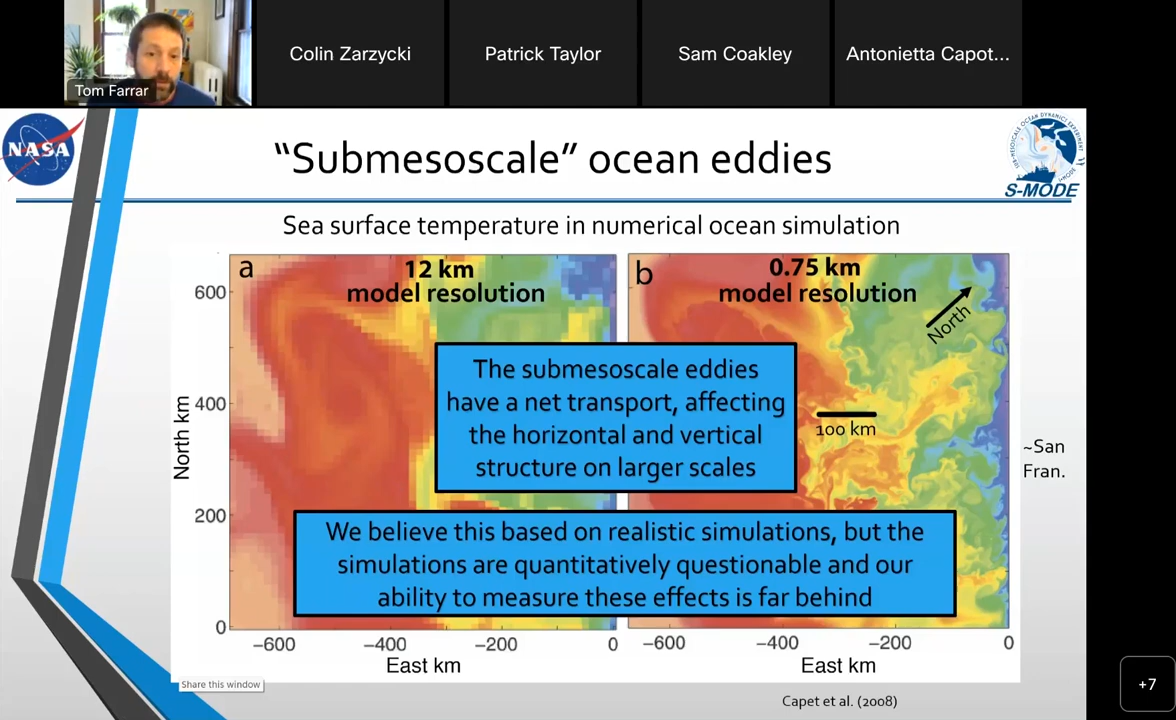 Tom Farrar
Colin Zarzycki
Patrick Taylor
Sam Coakley
Antonietta Capot...
NASA
"Submesoscale" ocean eddies
S-MODE
Sea surface temperature in numerical ocean simulation
a
12 km
model resolution
b
0.75 km
model resolution
North
100 km
The submesoscale eddies
have a net transport, affecting
the horizontal and vertical
structure on larger scales
We believe this based on realistic simulations, but the
simulations are quantitatively questionable and our
ability to measure these effects is far behind
~San
Fran.
North km
600
400
200
0
−600
−400
−200
0
East km
−600
−400
−200
0
East km
Share this window
Capet et al. (2008)
+7